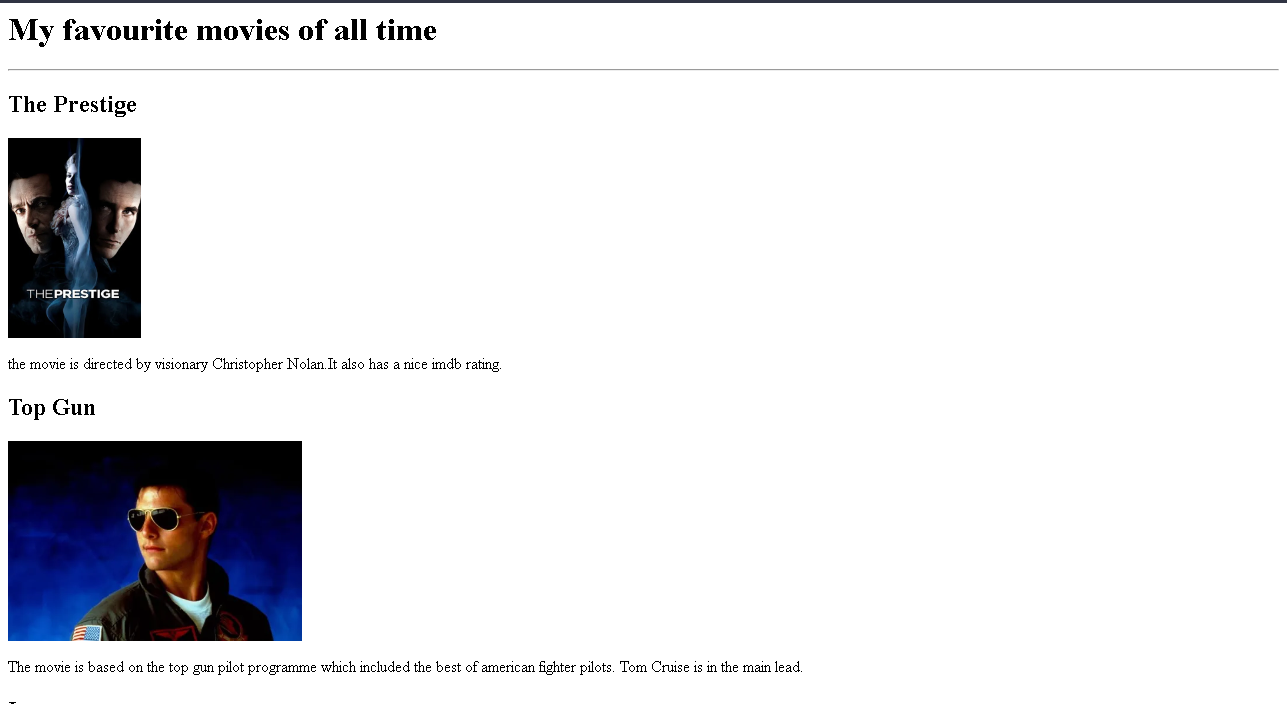 My favourite movies of all time
The Prestige
THEPRESTIGE
the movie is directed by visionary Christopher Nolan.It also has a nice imdb rating.
Top Gun
The movie is based on the top gun pilot programme which included the best of american fighter pilots. Tom Cruise is in the main lead.